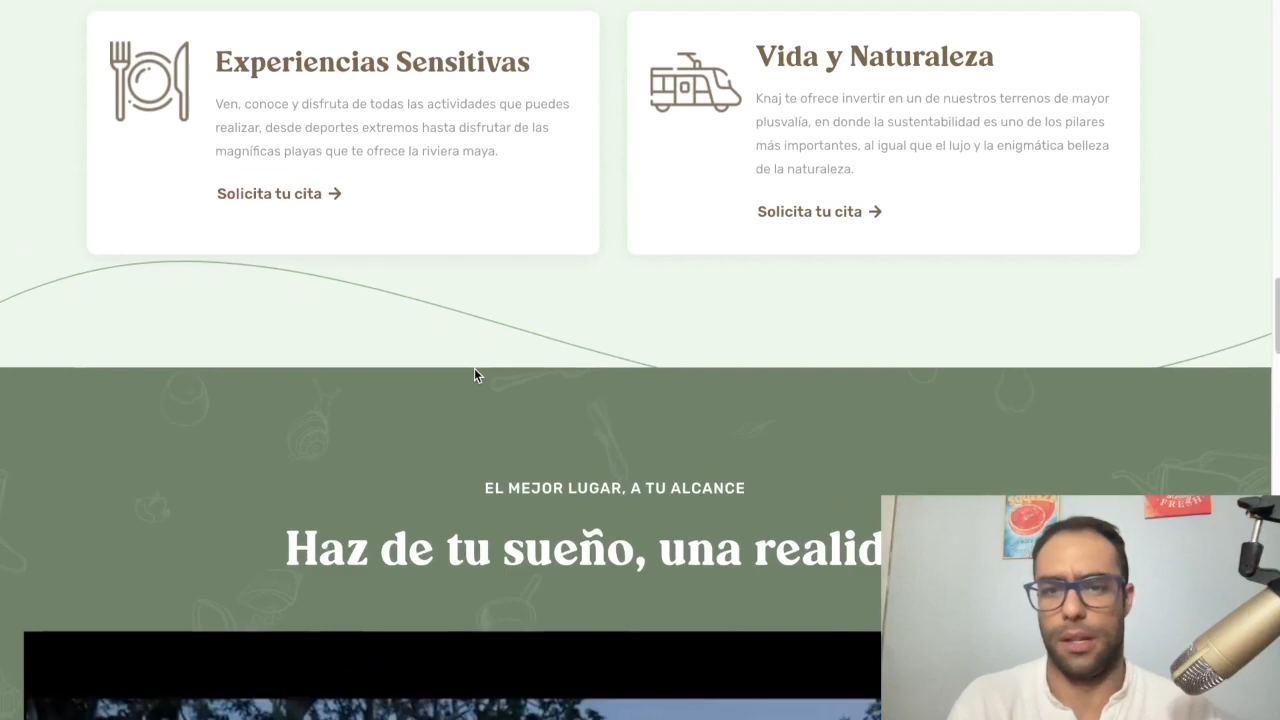 Experiencias Sensitivas
Ven, conoce y disfruta de todas las actividades que puedes
realizar, desde deportes extremos hasta disfrutar de las
magníficas playas que te ofrece la riviera maya.
Solicita tu cita
Vida y Naturaleza
Knaj te ofrece invertir en un de nuestros terrenos de mayor
plusvalía, en donde la sustentabilidad es uno de los pilares
más importantes, al igual que el lujo y la enigmática belleza
de la naturaleza.
Solicita tu cita
EL MEJOR LUGAR, A TU ALCANCE
Haz de tu sueño, una realid
FRESH